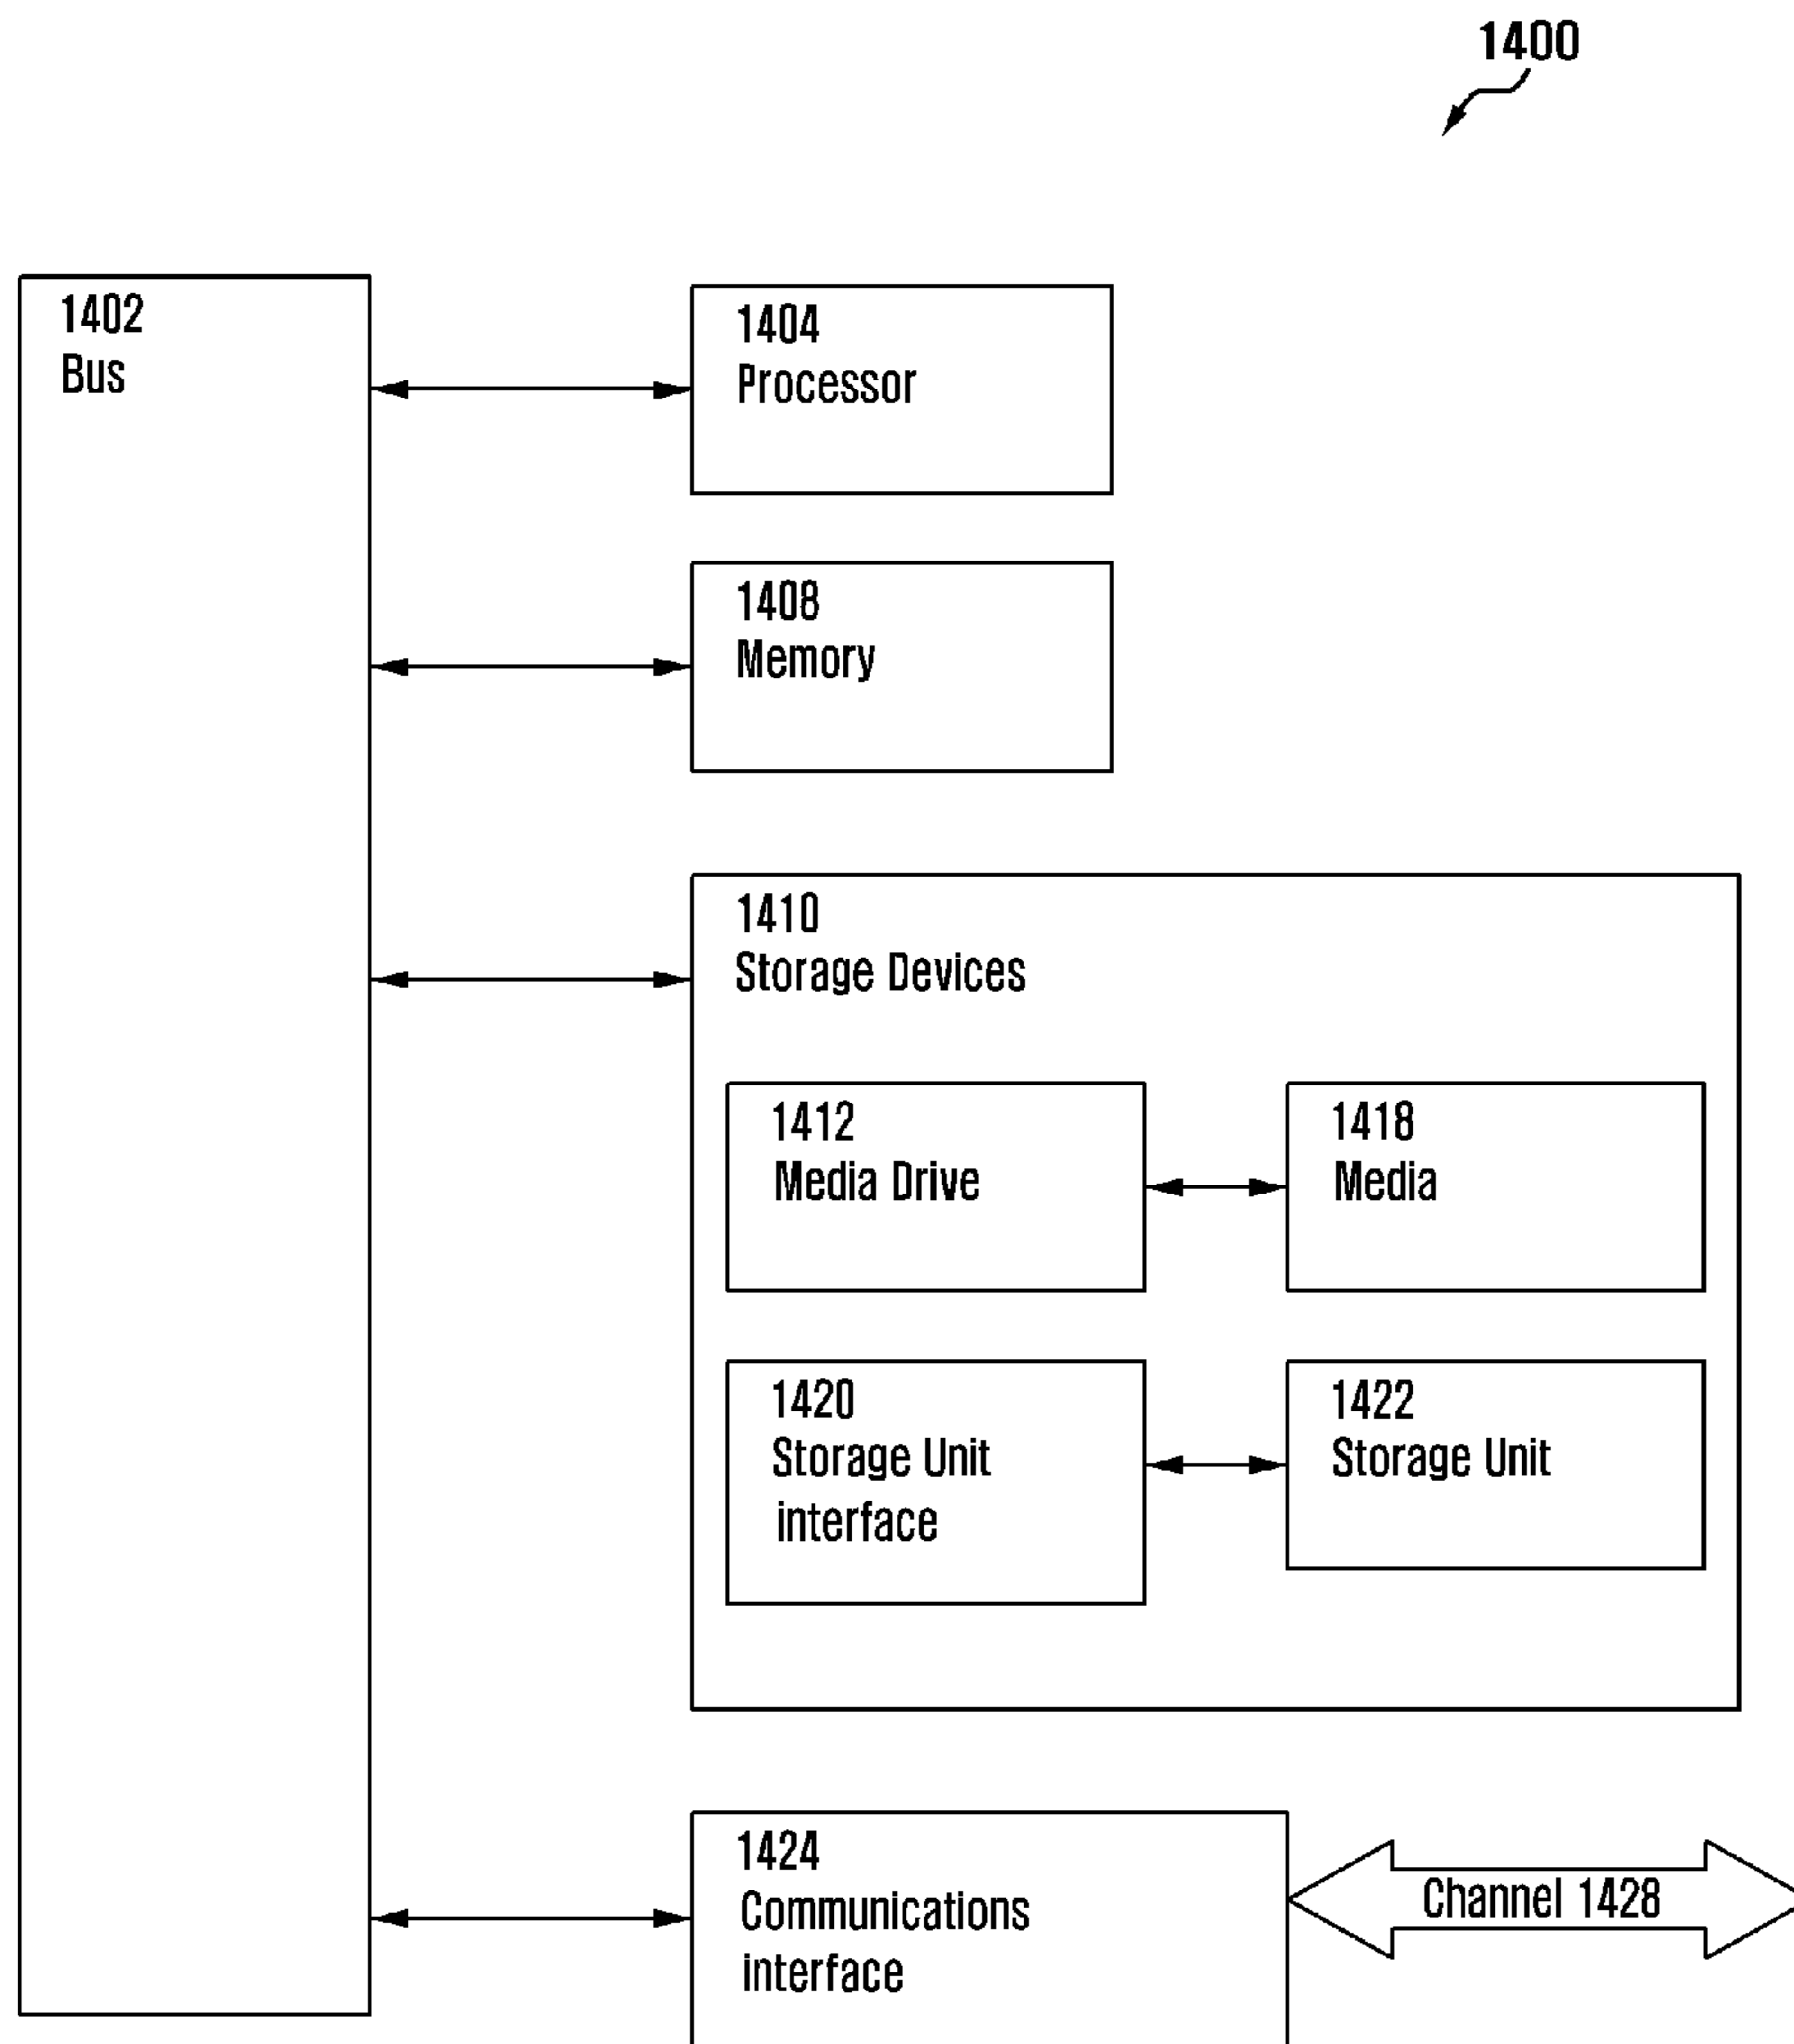 1400
1402
Bus
1404
Processor
1408
Memory
1410
Storage Devices
1412
Media Drive
1418
Media
1420
Storage Unit
interface
1422
Storage Unit
1424
Communications
interface
Channel 1428